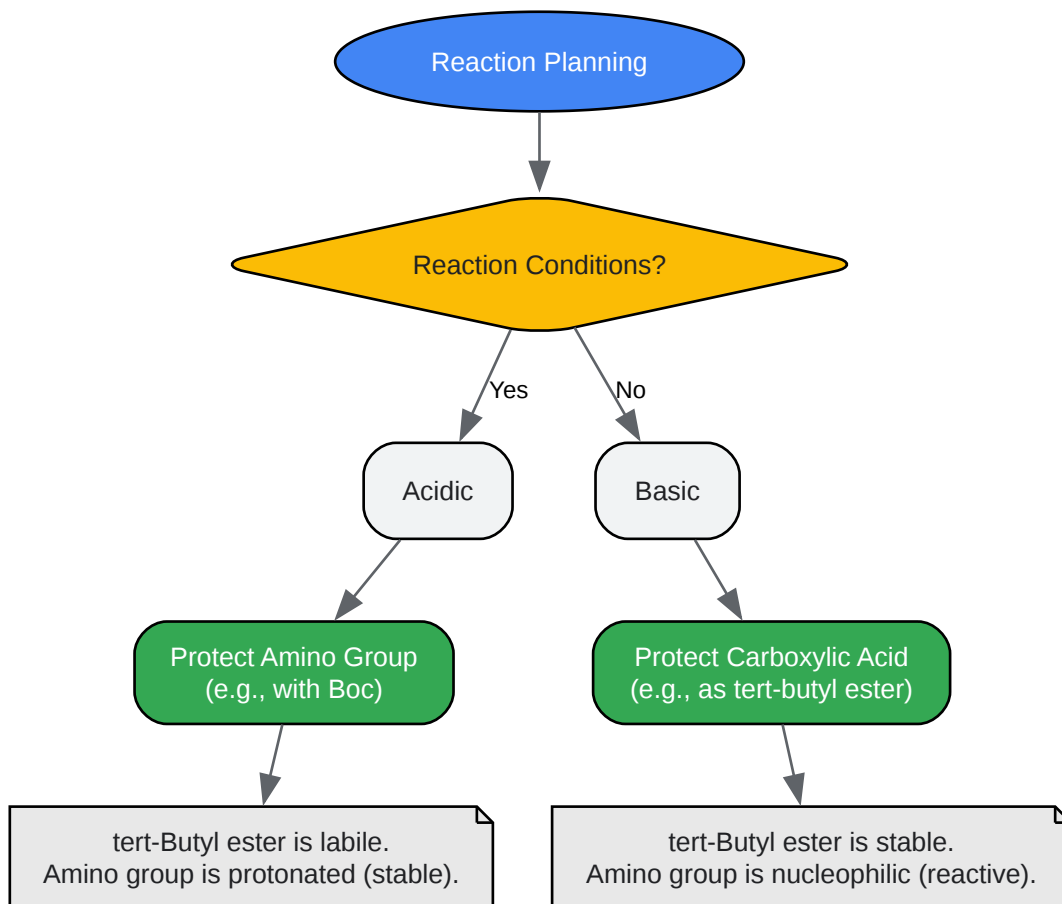 Reaction Planning
Reaction Conditions?
Yes
No
Acidic
Basic
Protect Amino Group
(e.g., with Boc)
Protect Carboxylic Acid
(e.g., as tert-butyl ester)
tert-Butyl ester is labile.
Amino group is protonated (stable).
tert-Butyl ester is stable.
Amino group is nucleophilic (reactive).